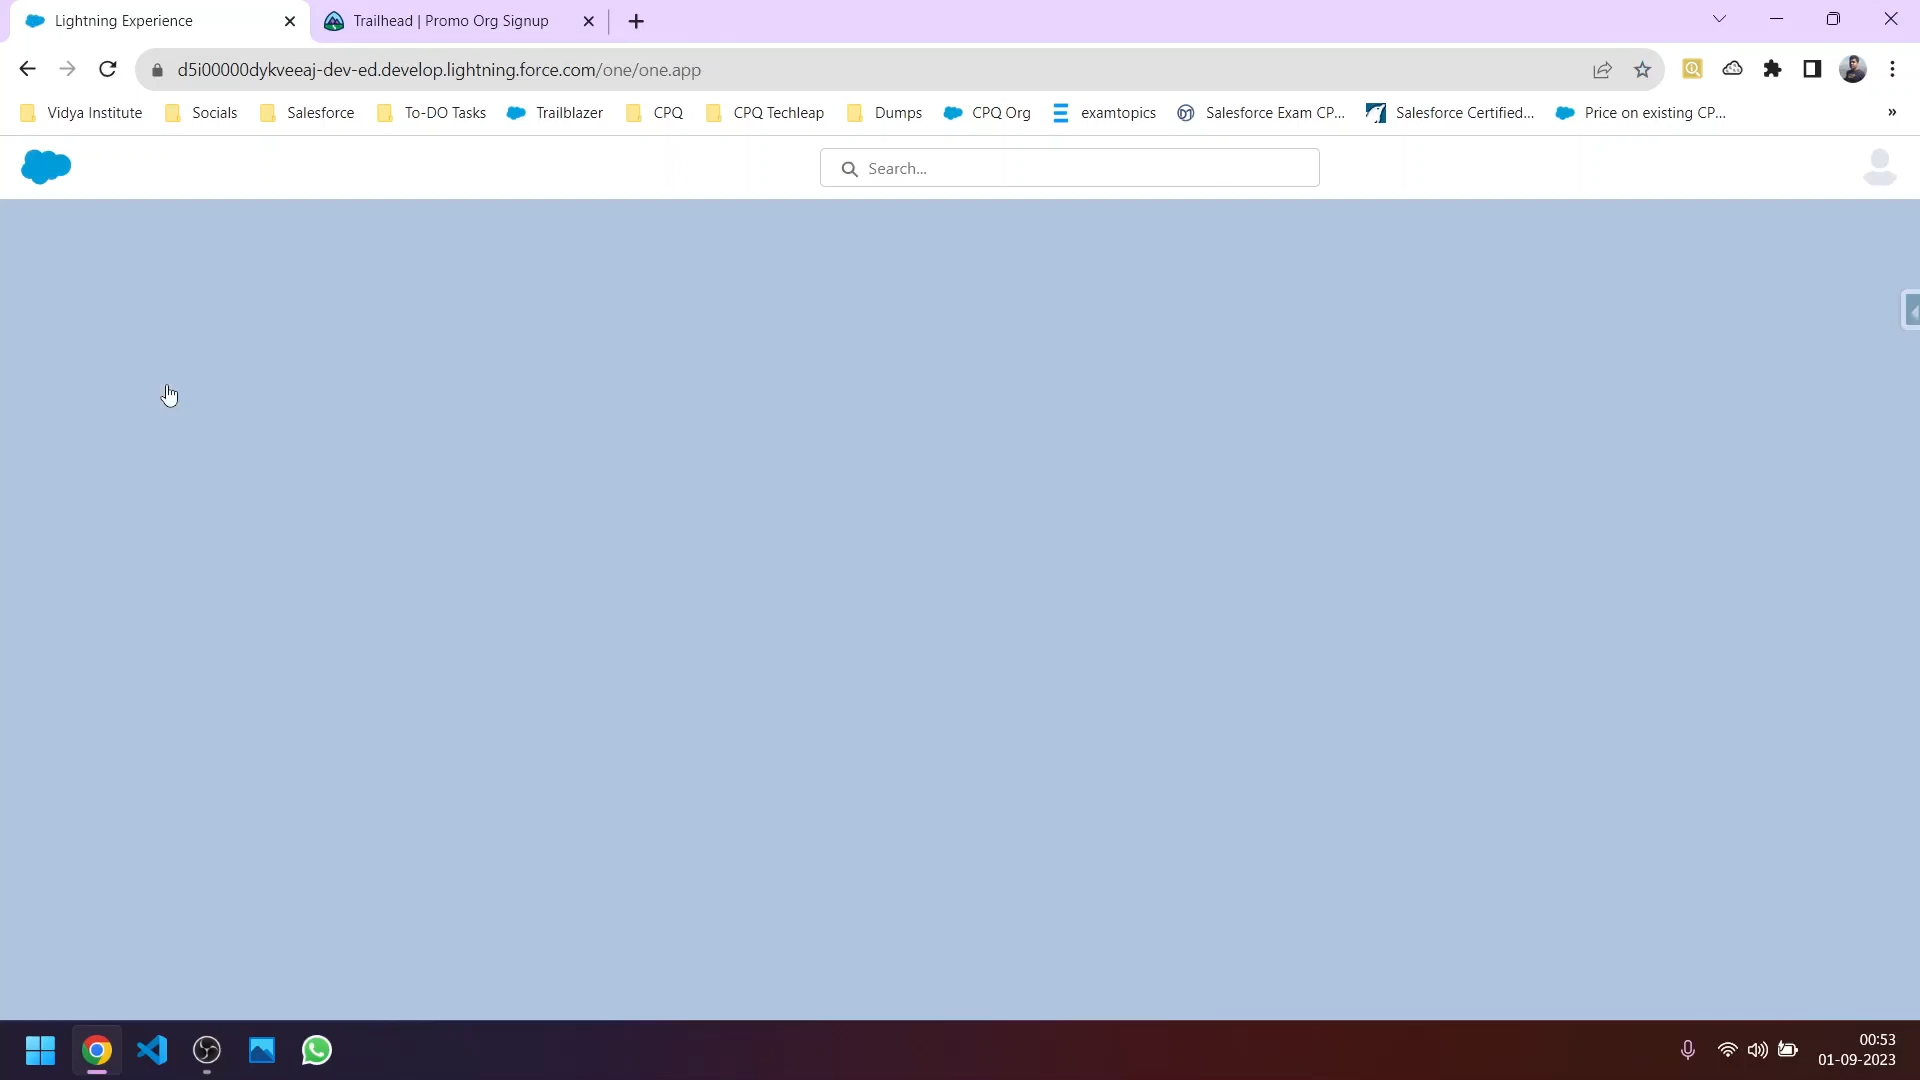 Lightning Experience
Trailhead | Promo Org Signup
d5i00000dykveeaj-dev-ed.develop.lightning.force.com/one/one.app
Vidya Institute Socials Salesforce To-DO Tasks Trailblazer CPQ CPQ Techleap Dumps CPQ Org examtopics Salesforce Exam CP... Salesforce Certified... Price on existing CP... »
Search...
00:53
01-09-2023